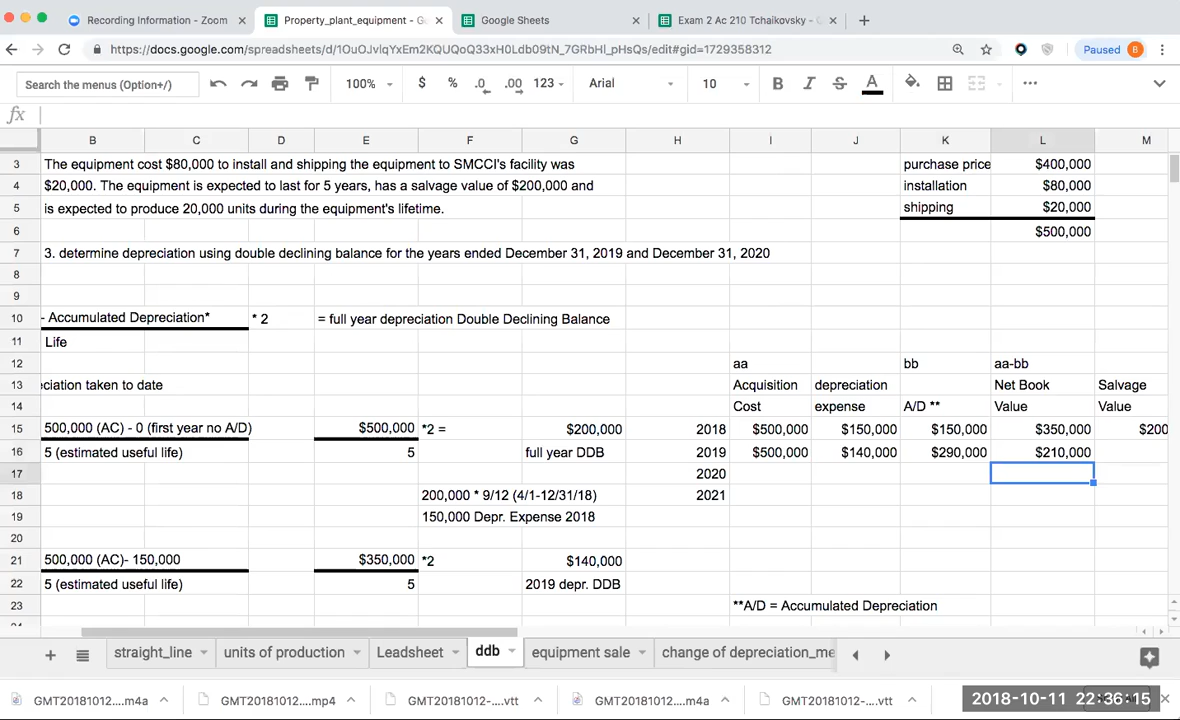 Recording Information - Zoom
Property_plant_equipment - G
Google Sheets
Exam 2 Ac 210 Tchaikovsky -
https://docs.google.com/spreadsheets/d/1OuOJvlqYxEm2KQUQoQ33xH0Ldb09tN_7GRbHl_pHsQs/edit#gid=1729358312
Paused B
Search the menus (Option+/)
100% $ % .0 .00 123 Arial 10 B I S A
fx
B C D E F G H I J K L M
3 The equipment cost $80,000 to install and shipping the equipment to SMCCI's facility was purchase price $400,000
4 $20,000. The equipment is expected to last for 5 years, has a salvage value of $200,000 and installation $80,000
5 is expected to produce 20,000 units during the equipment's lifetime. shipping $20,000
6 $500,000
7 3. determine depreciation using double declining balance for the years ended December 31, 2019 and December 31, 2020
8
9
10 - Accumulated Depreciation* * 2 = full year depreciation Double Declining Balance
11 Life
12 aa bb aa-bb
13 eciation taken to date Acquisition depreciation Net Book Salvage
14 Cost expense A/D ** Value Value
15 500,000 (AC) - 0 (first year no A/D) $500,000 *2 = $200,000 2018 $500,000 $150,000 $150,000 $350,000 $200
16 5 (estimated useful life) 5 full year DDB 2019 $500,000 $140,000 $290,000 $210,000
17 2020
18 200,000 * 9/12 (4/1-12/31/18) 2021
19 150,000 Depr. Expense 2018
20
21 500,000 (AC)- 150,000 $350,000 *2 $140,000
22 5 (estimated useful life) 5 2019 depr. DDB
23 **A/D = Accumulated Depreciation
straight_line units of production Leadsheet ddb equipment sale change of depreciation_me
GMT20181012....m4a GMT20181012....mp4 GMT20181012-....vtt GMT20181012....m4a GMT20181012-....vtt
2018-10-11 22:36:15